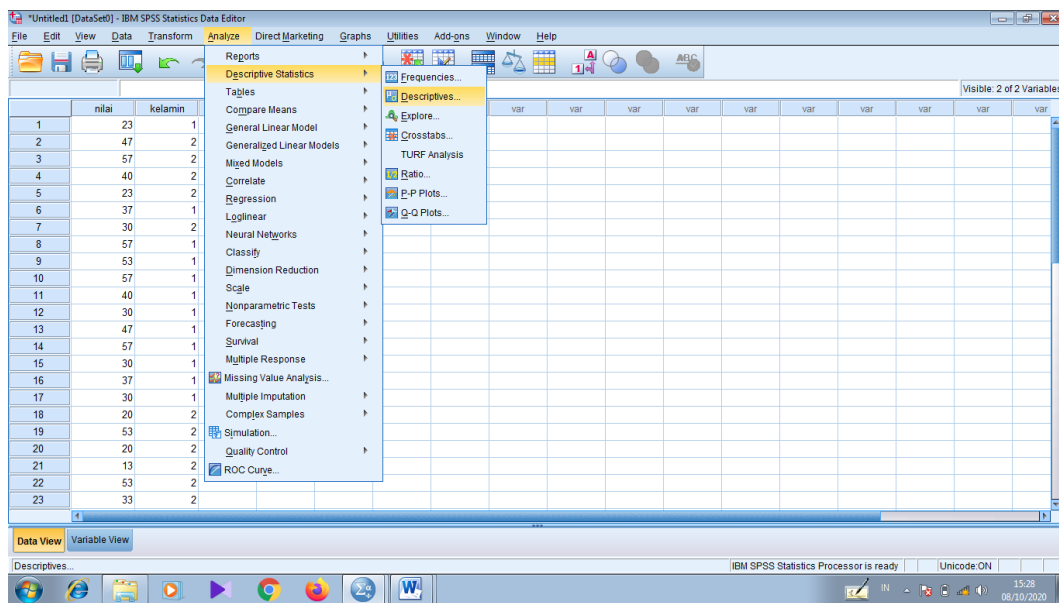 *Untitled1 [DataSet0] - IBM SPSS Statistics Data Editor
File Edit View Data Transform Analyze Direct Marketing Graphs Utilities Add-ons Window Help
Visible: 2 of 2 Variables
Reports
Descriptive Statistics
Tables
Compare Means
General Linear Model
Generalized Linear Models
Mixed Models
Correlate
Regression
Loglinear
Neural Networks
Classify
Dimension Reduction
Scale
Nonparametric Tests
Forecasting
Survival
Multiple Response
Missing Value Analysis...
Multiple Imputation
Complex Samples
Simulation...
Quality Control
ROC Curve...
Frequencies...
Descriptives...
Explore...
Crosstabs...
TURF Analysis
Ratio...
P-P Plots...
Q-Q Plots...
nilai kelamin var var var var var var var var
1 23 1
2 47 2
3 57 2
4 40 2
5 23 2
6 37 1
7 30 2
8 57 1
9 53 1
10 57 1
11 40 1
12 30 1
13 47 1
14 57 1
15 30 1
16 37 1
17 30 1
18 20 2
19 53 2
20 20 2
21 13 2
22 53 2
23 33 2
Data View Variable View
Descriptives... IBM SPSS Statistics Processor is ready Unicode:ON
IN 15:28
08/10/2020